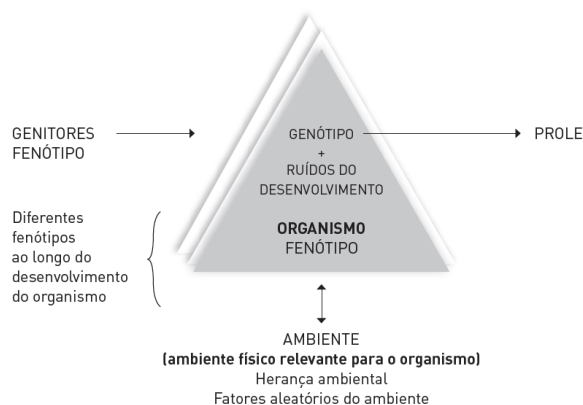 GENITORES
FENÓTIPO
GENÓTIPO
+
RUÍDOS DO
DESENVOLVIMENTO
ORGANISMO
FENÓTIPO
PROLE
Diferentes
fenótipos
ao longo do
desenvolvimento
do organismo
AMBIENTE
(ambiente físico relevante para o organismo)
Herança ambiental
Fatores aleatórios do ambiente